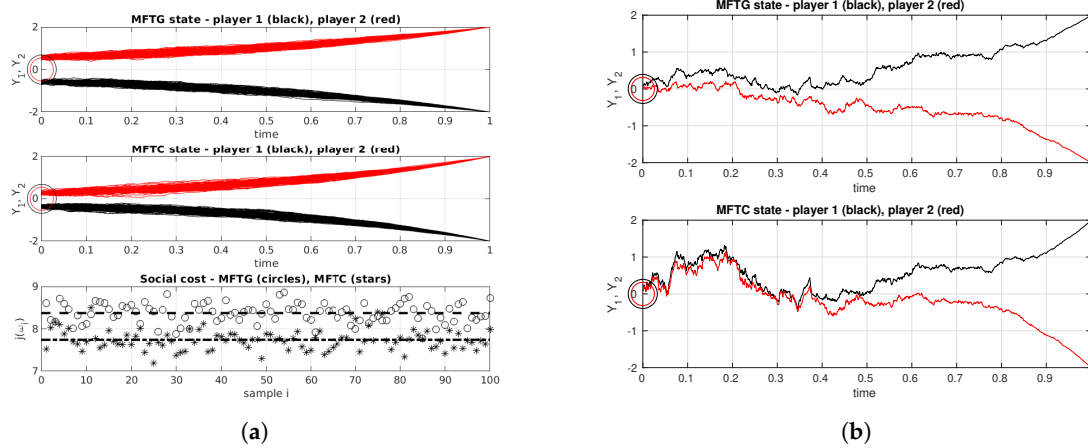 MFTG state - player 1 (black), player 2 (red)
2
0
-2
Y1, Y2
0 0.1 0.2 0.3 0.4 0.5 0.6 0.7 0.8 0.9 1
time
MFTC state - player 1 (black), player 2 (red)
2
0
-2
Y1, Y2
0 0.1 0.2 0.3 0.4 0.5 0.6 0.7 0.8 0.9 1
time
Social cost - MFTG (circles), MFTC (stars)
9
8
7
j(ωi)
0 10 20 30 40 50 60 70 80 90 100
sample i
(a)
MFTG state - player 1 (black), player 2 (red)
2
1
0
-1
-2
Y1, Y2
0 0.1 0.2 0.3 0.4 0.5 0.6 0.7 0.8 0.9
time
MFTC state - player 1 (black), player 2 (red)
2
1
0
-1
-2
Y1, Y2
0 0.1 0.2 0.3 0.4 0.5 0.6 0.7 0.8 0.9
time
(b)